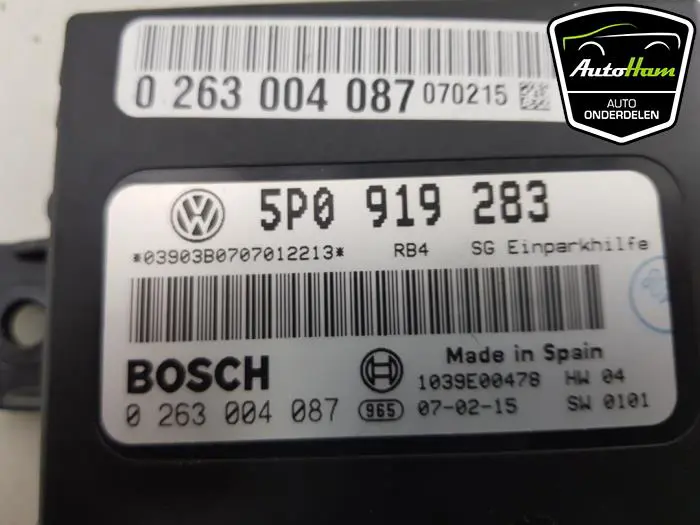 0 263 004 087 070215
AutoHam
AUTO
ONDERDELEN
5P0 919 283
*03903B0707012213* RB4 SG Einparkhilfe
BOSCH
Made in Spain
1039E00478 HW 04
0 263 004 087 965 07-02-15 SW 0101